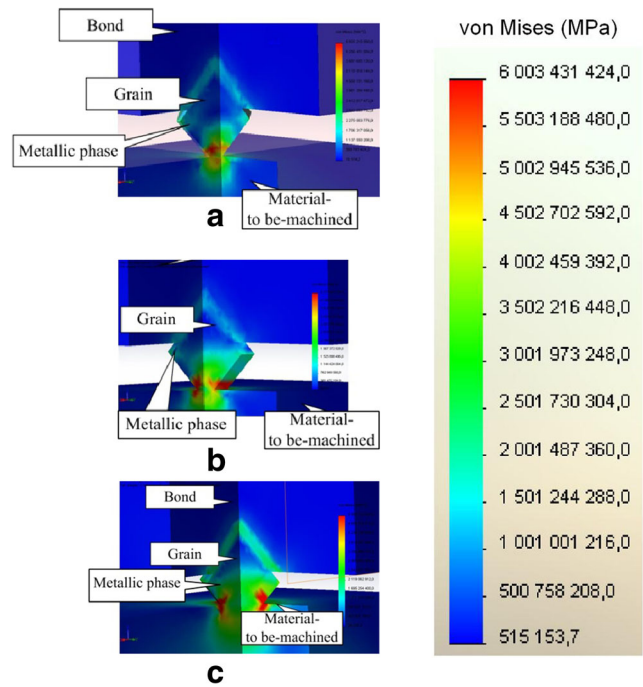 Bond
Grain
Metallic phase
Material-
to be-machined
a
Grain
Metallic phase
Material-
to be-machined
b
Bond
Grain
Metallic phase
Material-
to be-machined
c
von Mises (MPa)
6 003 431 424,0
5 503 188 480,0
5 002 945 536,0
4 502 702 592,0
4 002 459 392,0
3 502 216 448,0
3 001 973 248,0
2 501 730 304,0
2 001 487 360,0
1 501 244 288,0
1 001 001 216,0
500 758 208,0
515 153,7